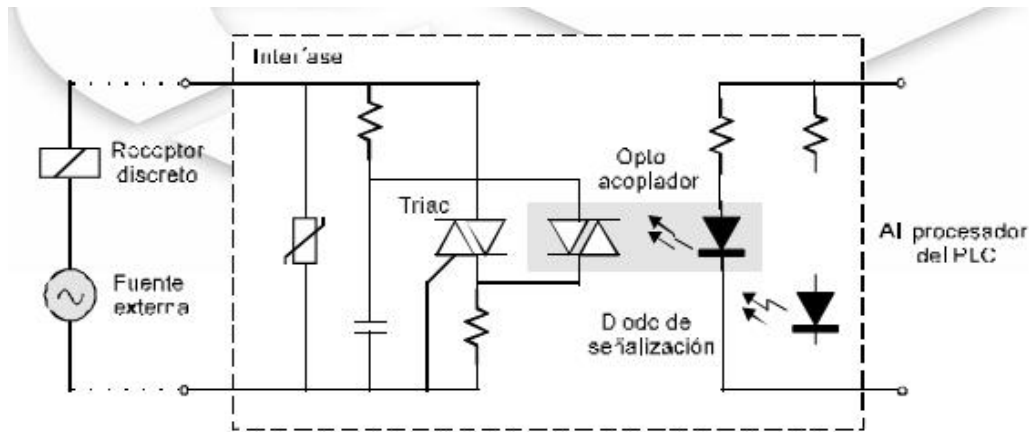 Interfase
Receptor
discreto
Triac
Opto
acoplador
Al procesador
del PLC
Fuente
externa
Diodo de
señalización